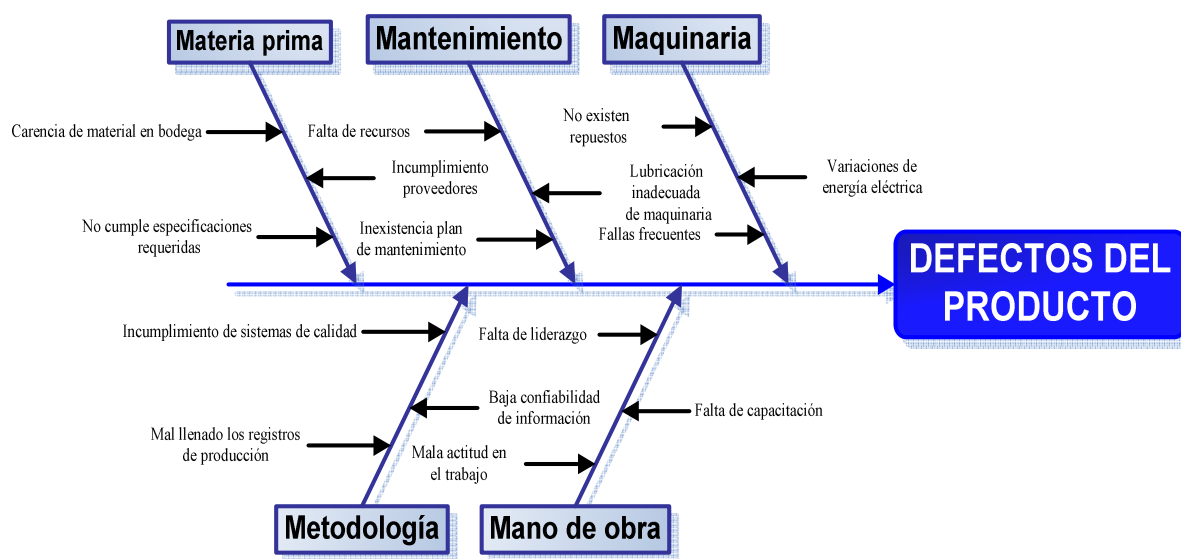 Materia prima
Mantenimiento
Maquinaria
Carencia de material en bodega
Falta de recursos
No existen
repuestos
Incumplimiento
proveedores
Lubricación
inadecuada
de maquinaria
Variaciones de
energía eléctrica
No cumple especificaciones
requeridas
Inexistencia plan
de mantenimiento
Fallas frecuentes
DEFECTOS DEL
PRODUCTO
Incumplimiento de sistemas de calidad
Falta de liderazgo
Baja confiabilidad
de información
Falta de capacitación
Mal llenado los registros
de producción
Mala actitud en
el trabajo
Metodología
Mano de obra